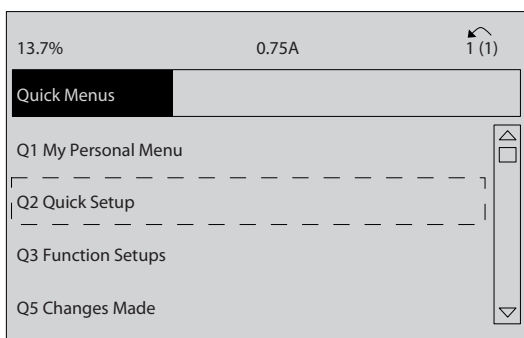 13.7% 0.75A 1 (1)
Quick Menus
Q1 My Personal Menu
Q2 Quick Setup
Q3 Function Setups
Q5 Changes Made